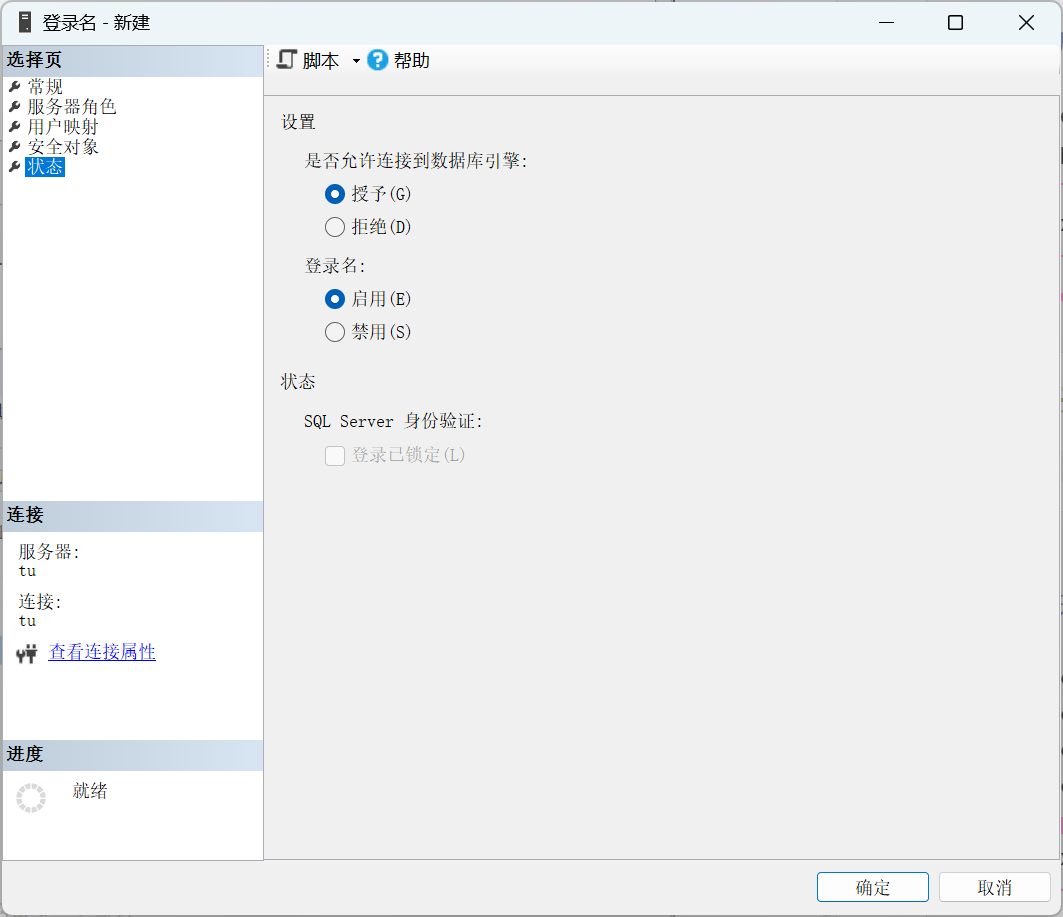 登录名 - 新建
选择页
常规
服务器角色
用户映射
安全对象
状态
脚本 帮助
设置
是否允许连接到数据库引擎:
授予(G)
拒绝(D)
登录名:
启用(E)
禁用(S)
状态
SQL Server 身份验证:
登录已锁定(L)
连接
服务器:
tu
连接:
tu
查看连接属性
进度
就绪
确定 取消